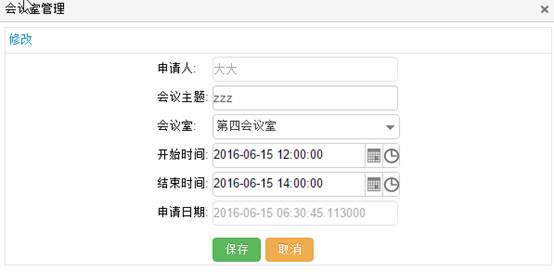 会议室管理
修改
申请人: 大大
会议主题: zzz
会议室: 第四会议室
开始时间: 2016-06-15 12:00:00
结束时间: 2016-06-15 14:00:00
申请日期: 2016-06-15 06:30:45.113000
保存 取消